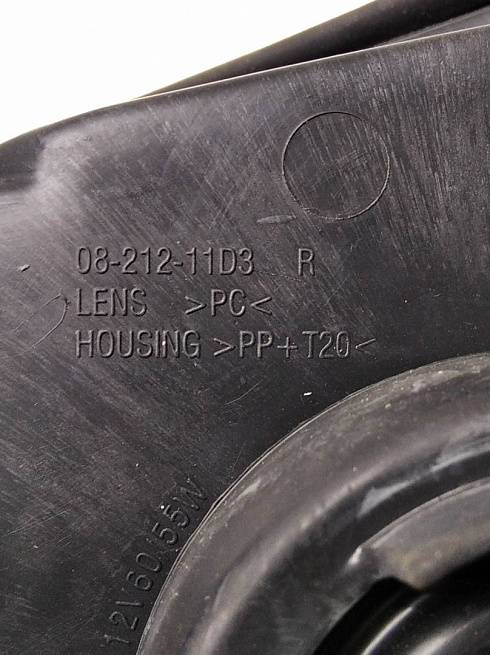 08-212-11D3 R
LENS >PC<
HOUSING >PP+T20<
12V 60/55W